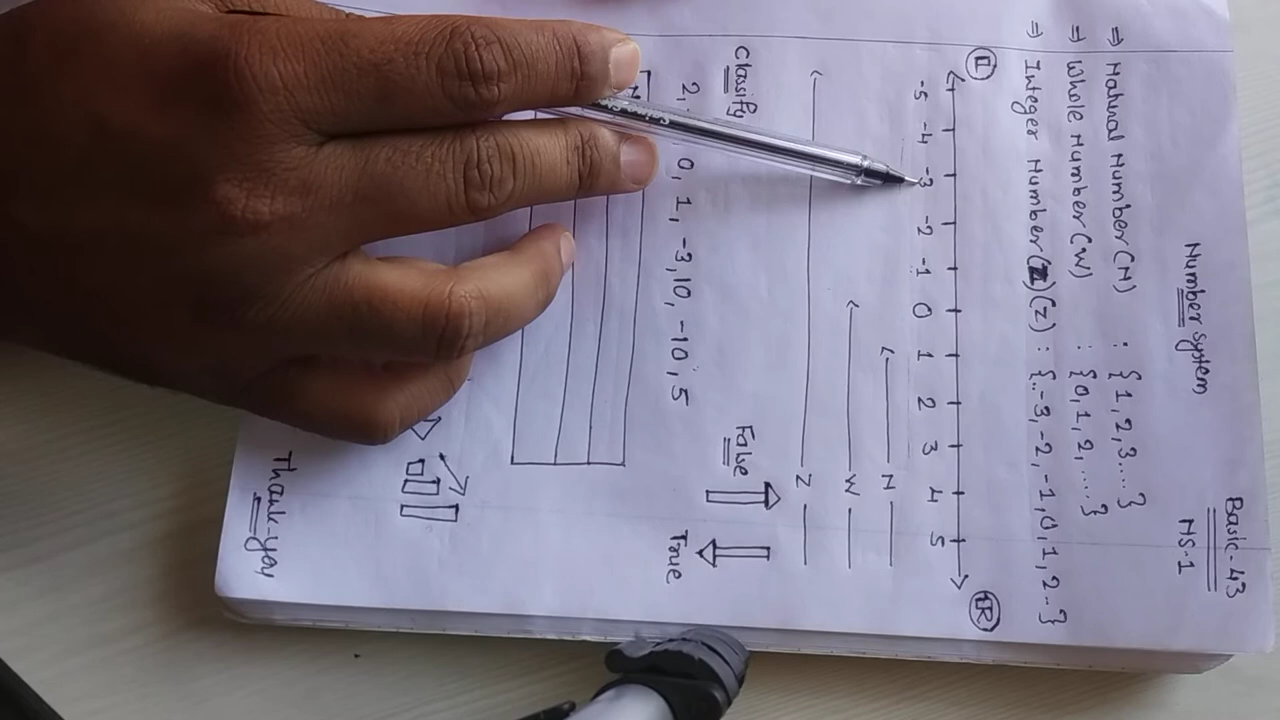 Basic-43
Number system NS-1
⇒ Natural Number(N) : {1,2,3....}
⇒ Whole Number(W) : {0,1,2,....}
⇒ Integer Number(Z)(Z) : {..-3,-2,-1,0,1,2..}
L R
-5 -4 -3 -2 -1 0 1 2 3 4 5
N
W
Z
Classify False True
2, 0, 1, -3, 10, -10, 5
N
Thank-you